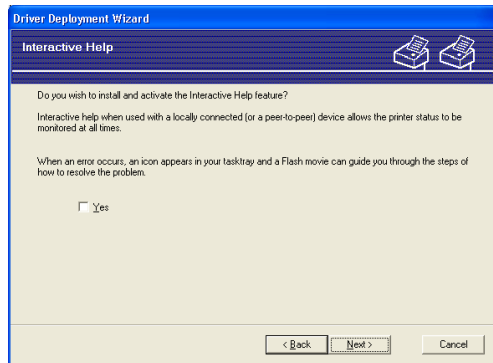 Driver Deployment Wizard
Interactive Help
Do you wish to install and activate the Interactive Help feature?
Interactive help when used with a locally connected (or a peer-to-peer) device allows the printer status to be
monitored at all times.
When an error occurs, an icon appears in your tasktray and a Flash movie can guide you through the steps of
how to resolve the problem.
Yes
< Back Next > Cancel